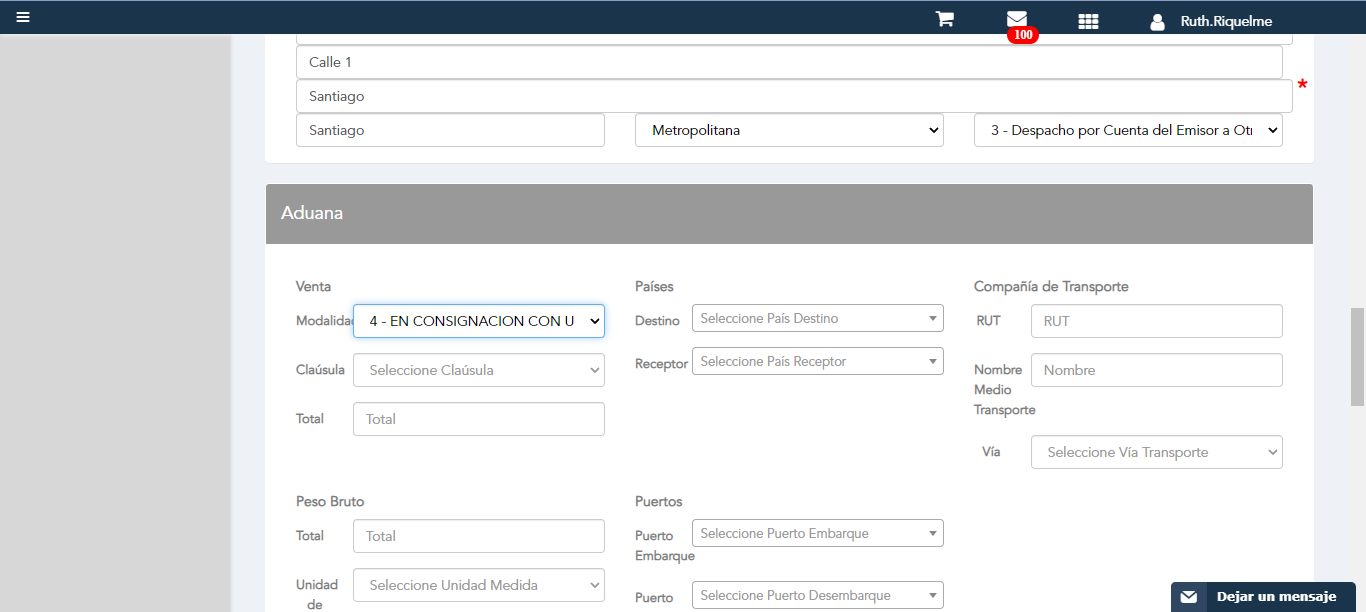 100
Ruth.Riquelme
Calle 1
Santiago
*
Santiago
Metropolitana
3 - Despacho por Cuenta del Emisor a Otr
Aduana
Venta
Países
Compañía de Transporte
Modalidad
4 - EN CONSIGNACION CON U
Destino
Seleccione País Destino
RUT
RUT
Claúsula
Seleccione Claúsula
Receptor
Seleccione País Receptor
Nombre
Medio
Transporte
Nombre
Total
Total
Vía
Seleccione Vía Transporte
Peso Bruto
Puertos
Total
Total
Puerto
Embarque
Seleccione Puerto Embarque
Unidad
de
Seleccione Unidad Medida
Puerto
Seleccione Puerto Desembarque
Dejar un mensaje